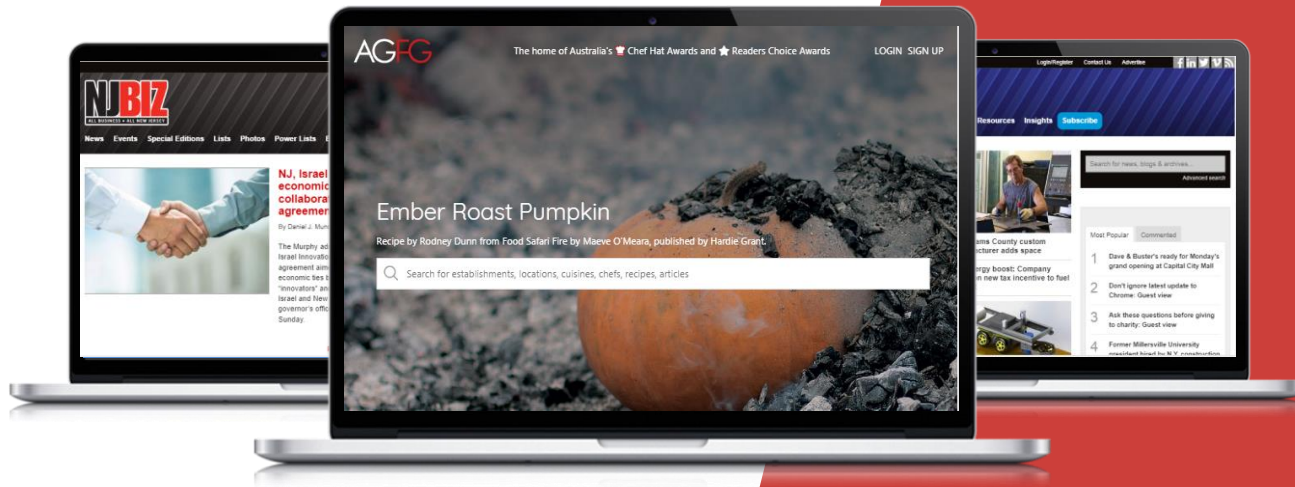 NJBIZ
ALL BUSINESS • ALL NEW JERSEY
News Events Special Editions Lists Photos Power Lists
NJ, Israel
economic
collabora
agreemen
By Daniel J. Mun
The Murphy ad
Israel Innovatio
agreement aim
economic ties t
"innovators" an
Israel and New
governor's offic
Sunday.
AGFG
The home of Australia's Chef Hat Awards and Readers Choice Awards
LOGIN SIGN UP
Ember Roast Pumpkin
Recipe by Rodney Dunn from Food Safari Fire by Maeve O'Meara, published by Hardie Grant.
Search for establishments, locations, cuisines, chefs, recipes, articles
Login/Register Contact Us Advertise
Resources Insights Subscribe
Search for news, blogs & archives...
Advanced search
ams County custom
cturer adds space
ergy boost: Company
n new tax incentive to fuel
Most Popular Commented
1 Dave & Buster's ready for Monday's
grand opening at Capital City Mall
2 Don't ignore latest update to
Chrome: Guest view
3 Ask these questions before giving
to charity: Guest view
4 Former Millersville University
president hired by N.Y. construction